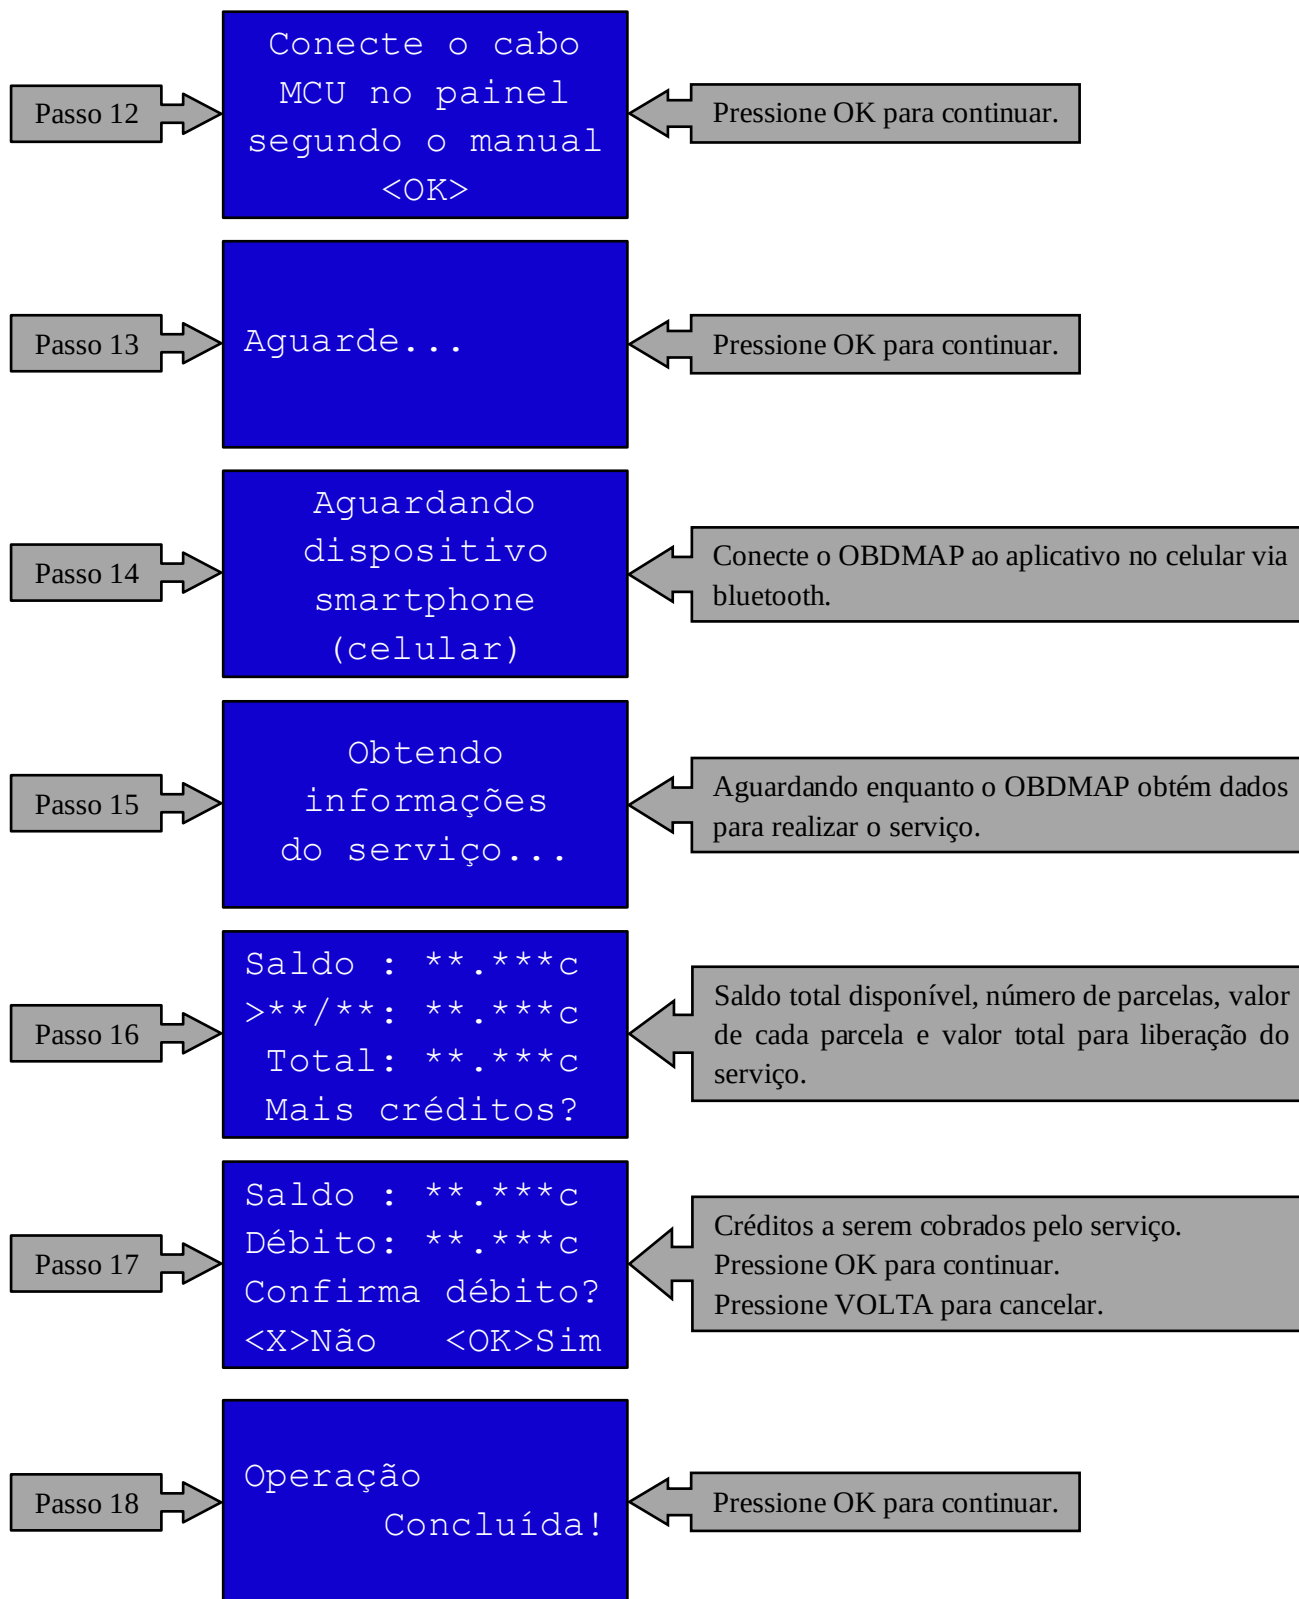 Passo 12
Conecte o cabo
MCU no painel
segundo o manual
<OK>
Pressione OK para continuar.
Passo 13
Aguarde...
Pressione OK para continuar.
Passo 14
Aguardando
dispositivo
smartphone
(celular)
Conecte o OBDMAP ao aplicativo no celular via
bluetooth.
Passo 15
Obtendo
informações
do serviço...
Aguardando enquanto o OBDMAP obtém dados
para realizar o serviço.
Passo 16
Saldo : **.***c
>**/**: **.***c
Total: **.***c
Mais créditos?
Saldo total disponível, número de parcelas, valor
de cada parcela e valor total para liberação do
serviço.
Passo 17
Saldo : **.***c
Débito: **.***c
Confirma débito?
<X>Não <OK>Sim
Créditos a serem cobrados pelo serviço.
Pressione OK para continuar.
Pressione VOLTA para cancelar.
Passo 18
Operação
Concluída!
Pressione OK para continuar.